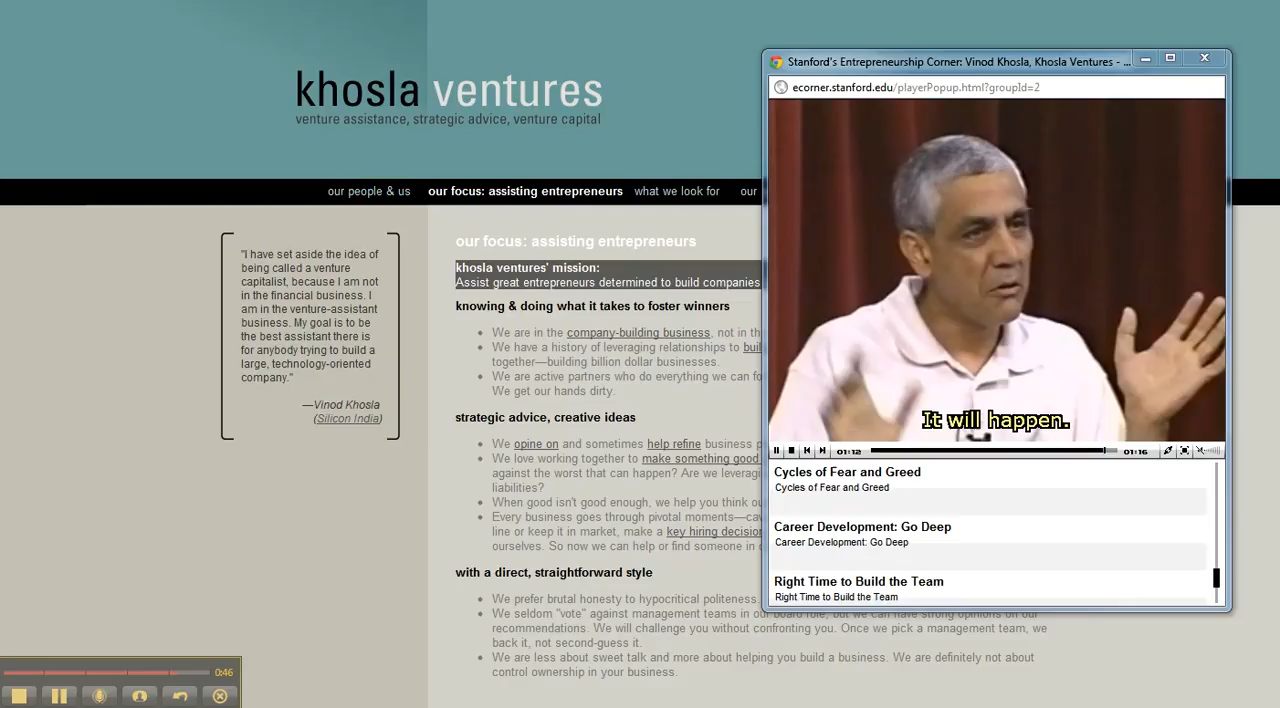 khosla ventures
venture assistance, strategic advice, venture capital
our people & us
our focus: assisting entrepreneurs
what we look for
our
"I have set aside the idea of
being called a venture
capitalist, because I am not
in the financial business. I
am in the venture-assistant
business. My goal is to be
the best assistant there is
for anybody trying to build a
large, technology-oriented
company."
—Vinod Khosla
(Silicon India)
our focus: assisting entrepreneurs
khosla ventures' mission:
Assist great entrepreneurs determined to build companies
knowing & doing what it takes to foster winners
We are in the company-building business, not in th
We have a history of leveraging relationships to buil
together—building billion dollar businesses.
We are active partners who do everything we can fo
We get our hands dirty.
strategic advice, creative ideas
We opine on and sometimes help refine business p
We love working together to make something good
against the worst that can happen? Are we leveragi
liabilities?
When good isn't good enough, we help you think ou
Every business goes through pivotal moments—cav
line or keep it in market, make a key hiring decision
ourselves. So now we can help or find someone in o
with a direct, straightforward style
We prefer brutal honesty to hypocritical politeness.
We seldom "vote" against management teams in our board role, but we can have strong opinions on our
recommendations. We will challenge you without confronting you. Once we pick a management team, we
back it, not second-guess it.
We are less about sweet talk and more about helping you build a business. We are definitely not about
control ownership in your business.
Stanford's Entrepreneurship Corner: Vinod Khosla, Khosla Ventures - ...
ecorner.stanford.edu/playerPopup.html?groupId=2
It will happen.
01:12
01:16
Cycles of Fear and Greed
Cycles of Fear and Greed
Career Development: Go Deep
Career Development: Go Deep
Right Time to Build the Team
Right Time to Build the Team
0:46